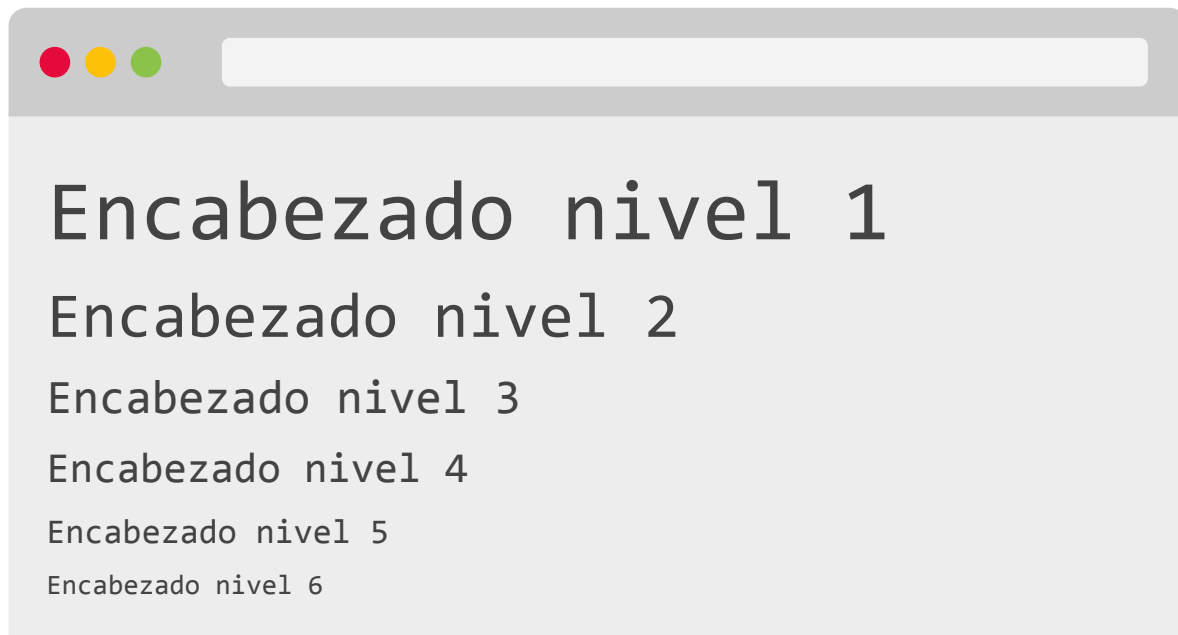 Encabezado nivel 1
Encabezado nivel 2
Encabezado nivel 3
Encabezado nivel 4
Encabezado nivel 5
Encabezado nivel 6